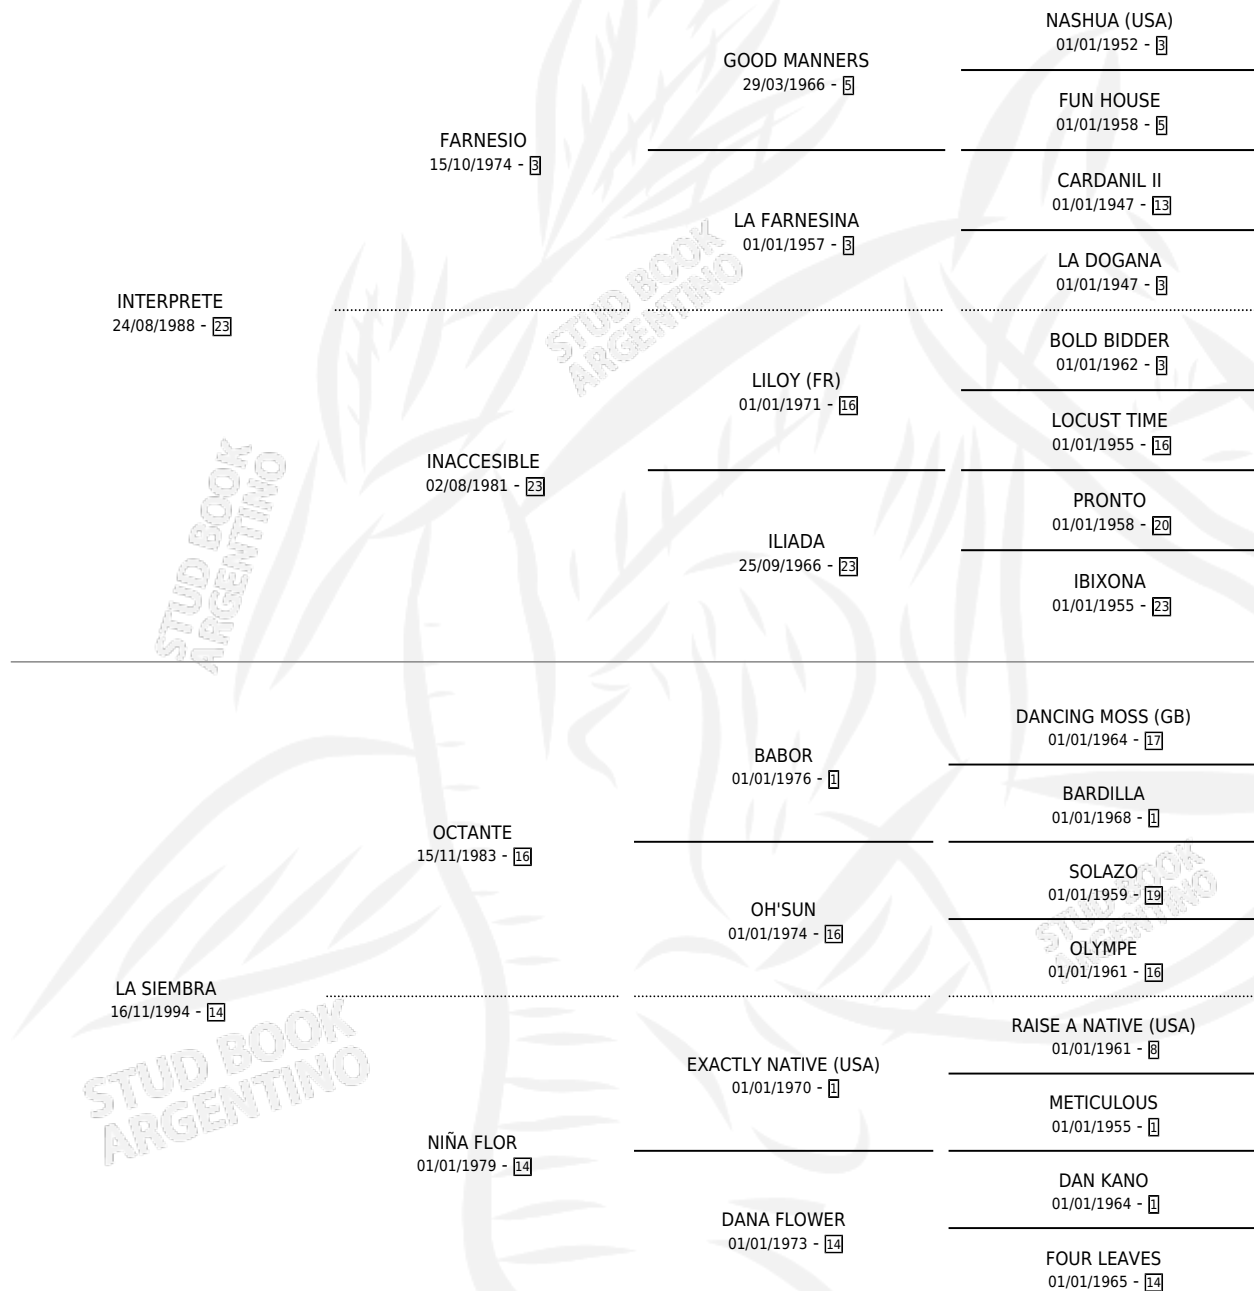 NASHUA (USA)
01/01/1952 - 3
GOOD MANNERS
29/03/1966 - 5
FUN HOUSE
01/01/1958 - 5
FARNESIO
15/10/1974 - 3
CARDANIL II
01/01/1947 - 13
LA FARNESINA
01/01/1957 - 3
LA DOGANA
01/01/1947 - 3
INTERPRETE
24/08/1988 - 23
BOLD BIDDER
01/01/1962 - 3
LILOY (FR)
01/01/1971 - 16
LOCUST TIME
01/01/1955 - 16
INACCESIBLE
02/08/1981 - 23
PRONTO
01/01/1958 - 20
ILIADA
25/09/1966 - 23
IBIXONA
01/01/1955 - 23
STUD BOOK
ARGENTINO
STUD BOOK
ARGENTINO
DANCING MOSS (GB)
01/01/1964 - 17
BABOR
01/01/1976 - 1
BARDILLA
01/01/1968 - 1
OCTANTE
15/11/1983 - 16
SOLAZO
01/01/1959 - 19
OH'SUN
01/01/1974 - 16
OLYMPE
01/01/1961 - 16
STUD BOOK
ARGENTINO
LA SIEMBRA
16/11/1994 - 14
RAISE A NATIVE (USA)
01/01/1961 - 8
EXACTLY NATIVE (USA)
01/01/1970 - 1
METICULOUS
01/01/1955 - 1
NIÑA FLOR
01/01/1979 - 14
DAN KANO
01/01/1964 - 1
DANA FLOWER
01/01/1973 - 14
FOUR LEAVES
01/01/1965 - 14
STUD BOOK
ARGENTINO